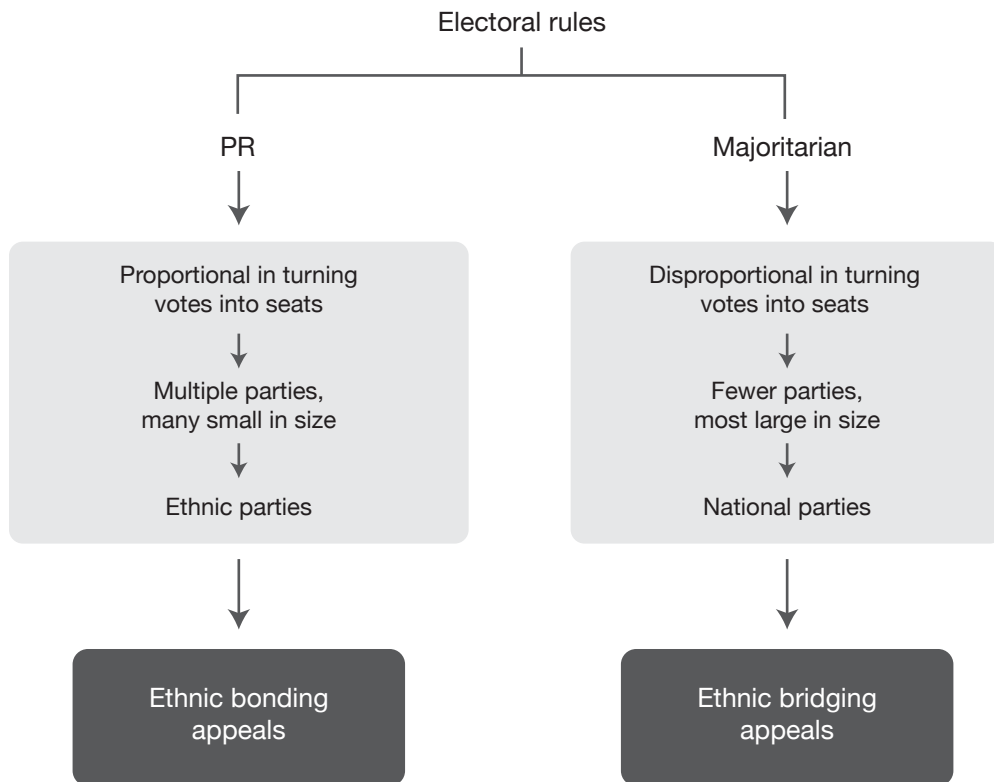 Electoral rules
PR
Majoritarian
Proportional in turning
votes into seats
Multiple parties,
many small in size
Ethnic parties
Disproportional in turning
votes into seats
Fewer parties,
most large in size
National parties
Ethnic bonding
appeals
Ethnic bridging
appeals